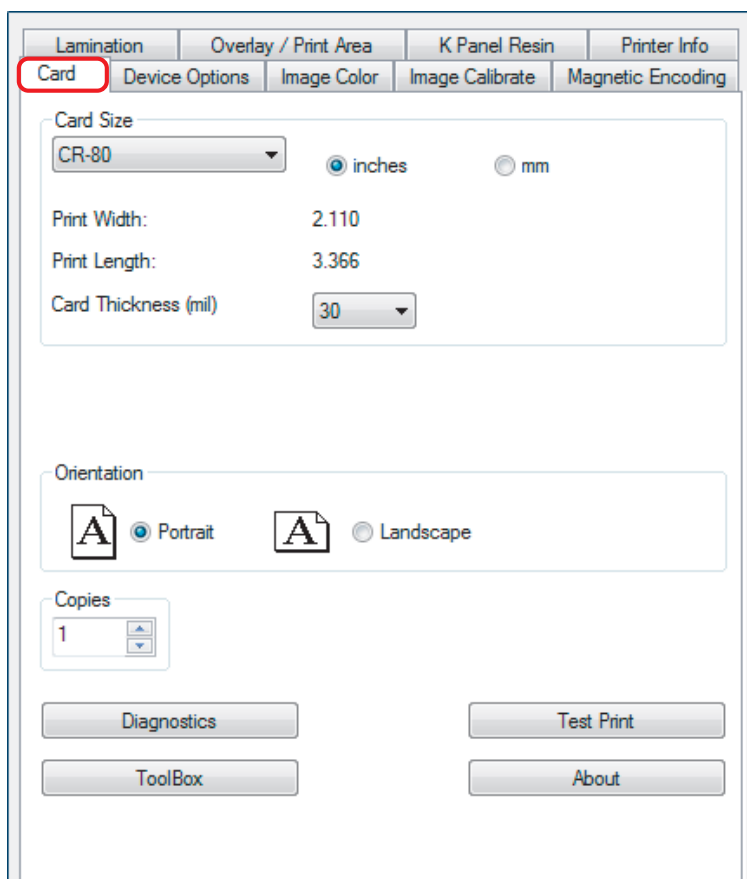 Lamination Overlay / Print Area K Panel Resin Printer Info
Card Device Options Image Color Image Calibrate Magnetic Encoding
Card Size
CR-80 inches mm
Print Width: 2.110
Print Length: 3.366
Card Thickness (mil) 30
Orientation
A Portrait A Landscape
Copies
1
Diagnostics Test Print
ToolBox About